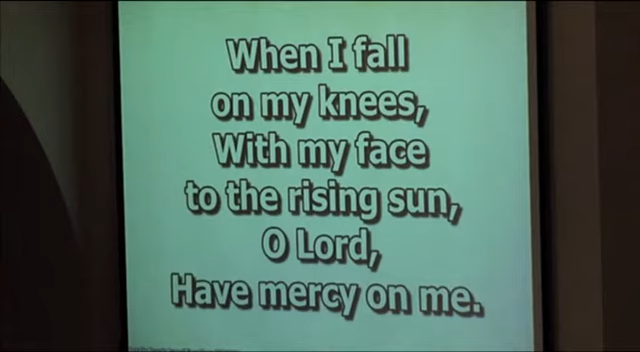 When I fall
on my knees,
With my face
to the rising sun,
O Lord,
Have mercy on me.